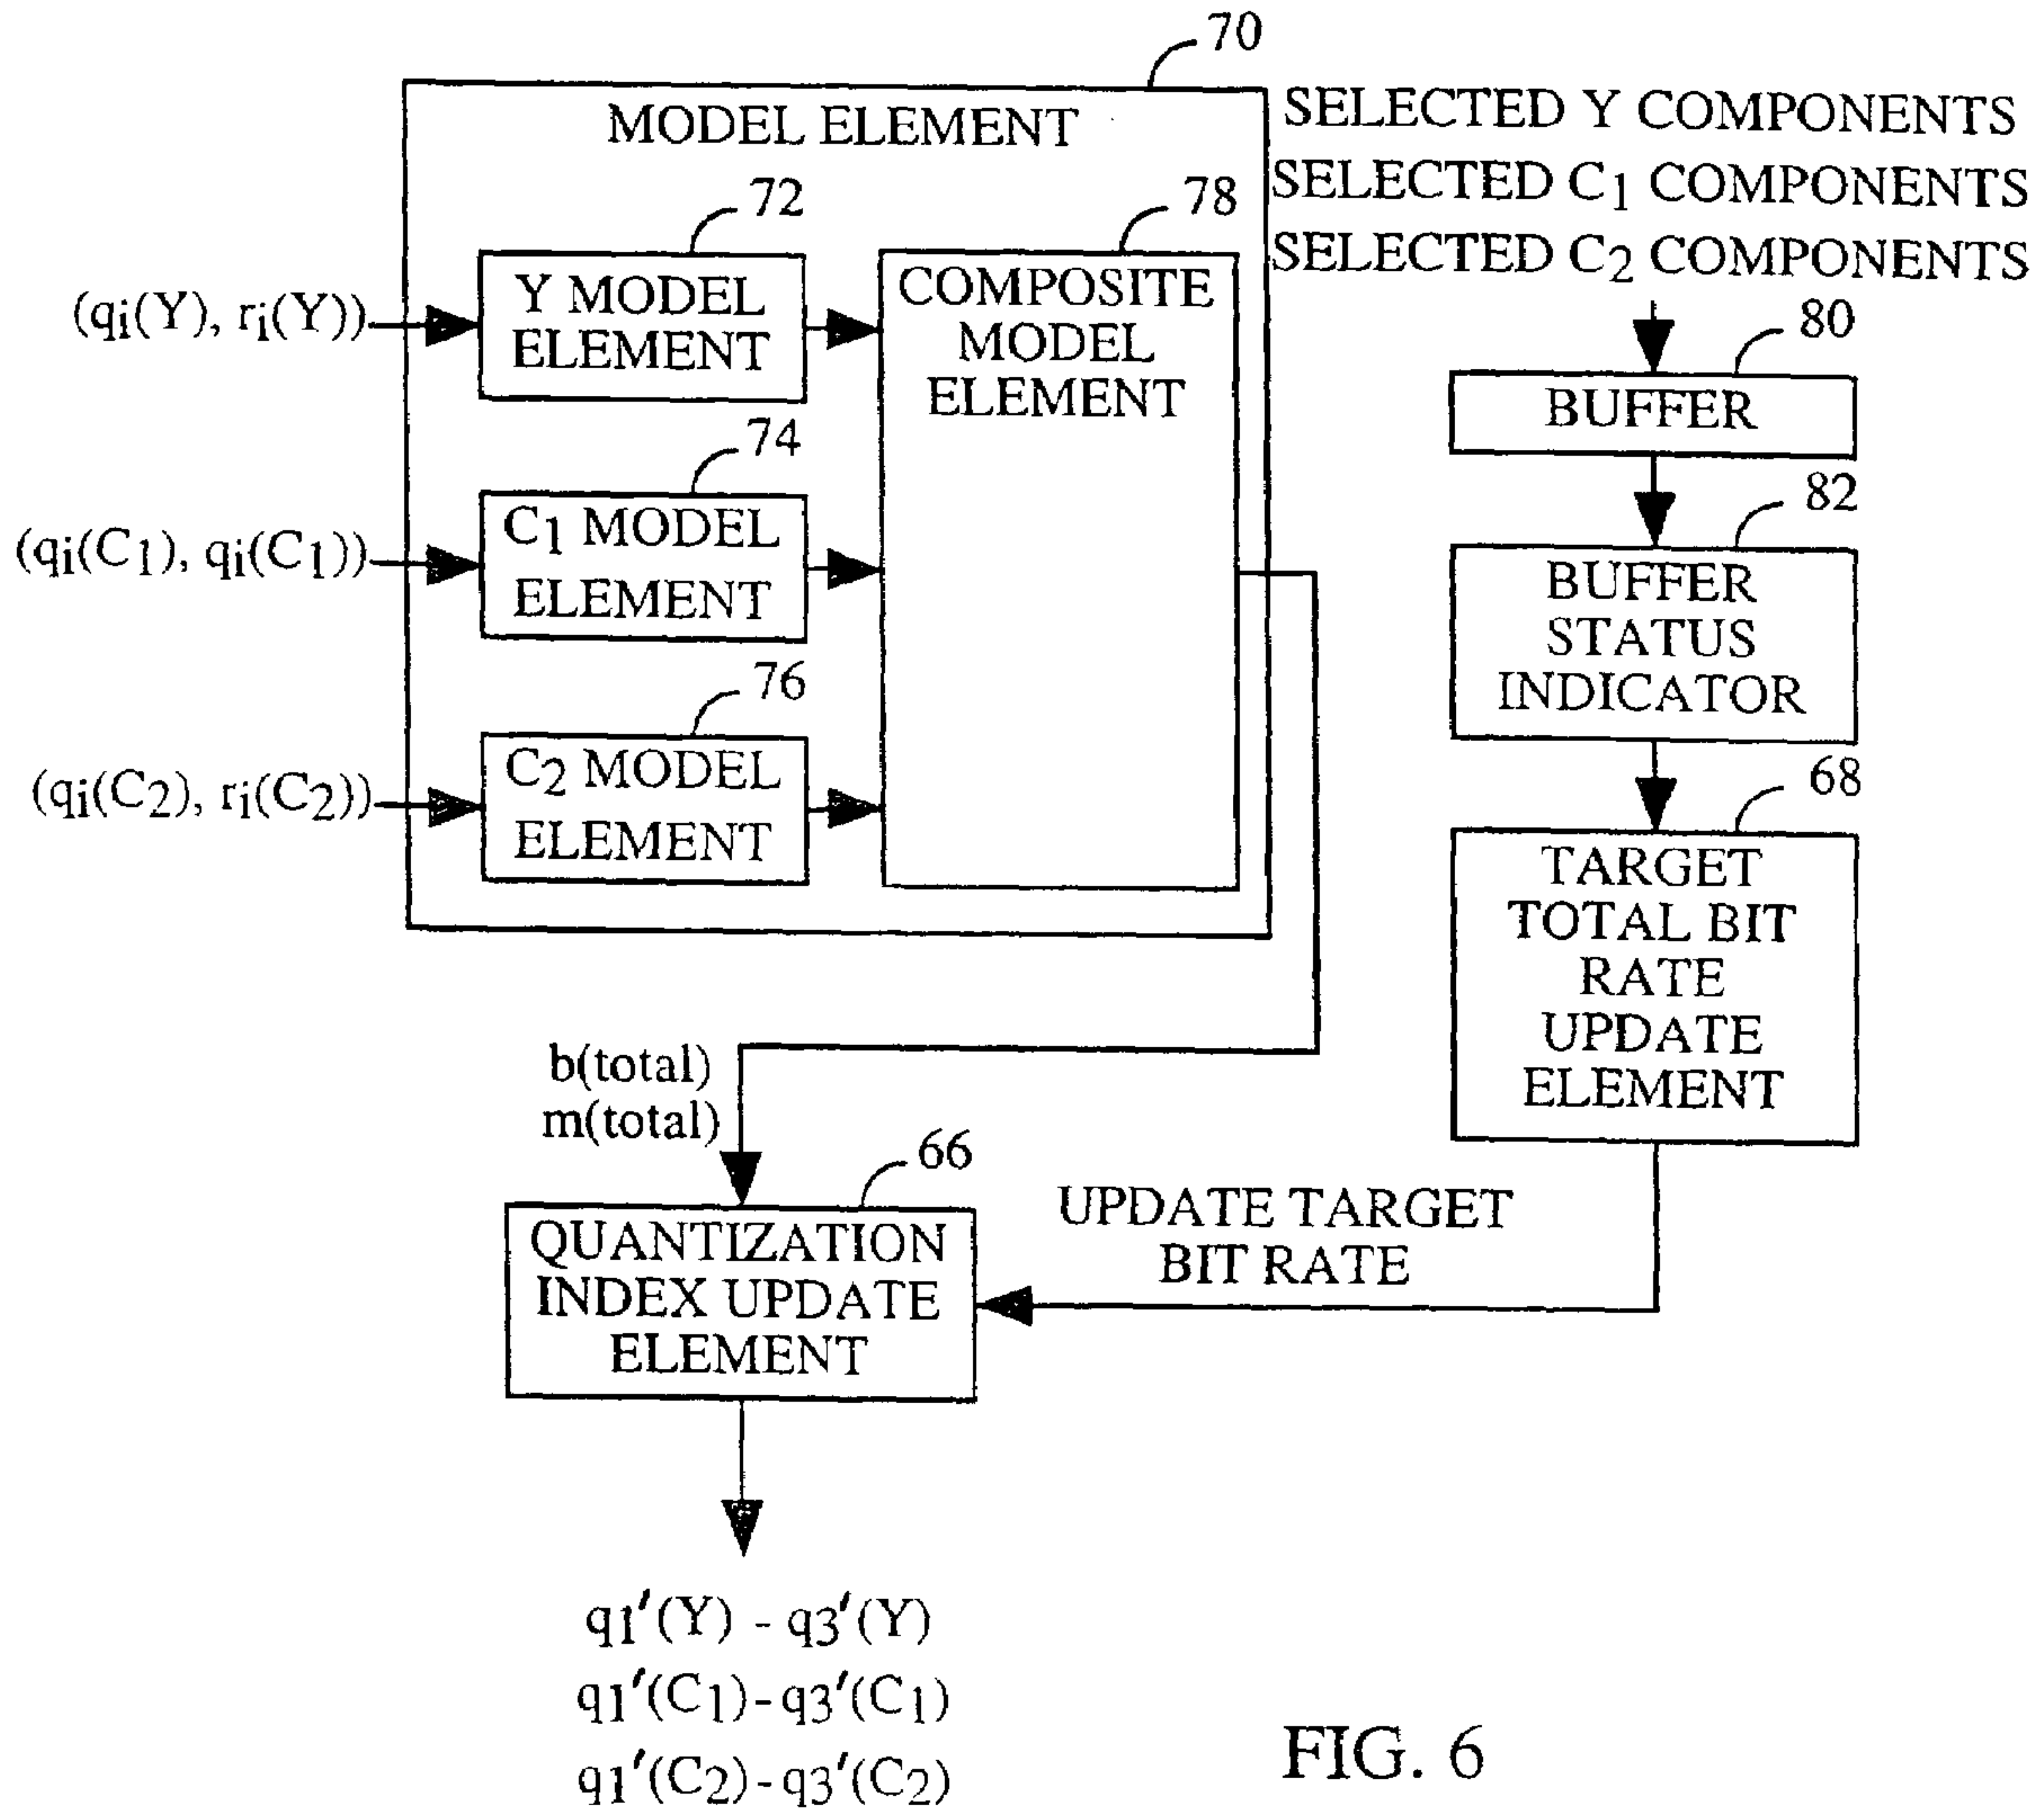 70
MODEL ELEMENT
SELECTED Y COMPONENTS
SELECTED C1 COMPONENTS
SELECTED C2 COMPONENTS
72
78
(qi(Y), ri(Y))
Y MODEL
ELEMENT
COMPOSITE
MODEL
ELEMENT
80
BUFFER
74
(qi(C1), qi(C1))
C1 MODEL
ELEMENT
82
BUFFER
STATUS
INDICATOR
76
(qi(C2), ri(C2))
C2 MODEL
ELEMENT
68
TARGET
TOTAL BIT
RATE
UPDATE
ELEMENT
b(total)
m(total)
66
QUANTIZATION
INDEX UPDATE
ELEMENT
UPDATE TARGET
BIT RATE
q1'(Y) - q3'(Y)
q1'(C1)-q3'(C1)
q1'(C2)-q3'(C2)
FIG. 6